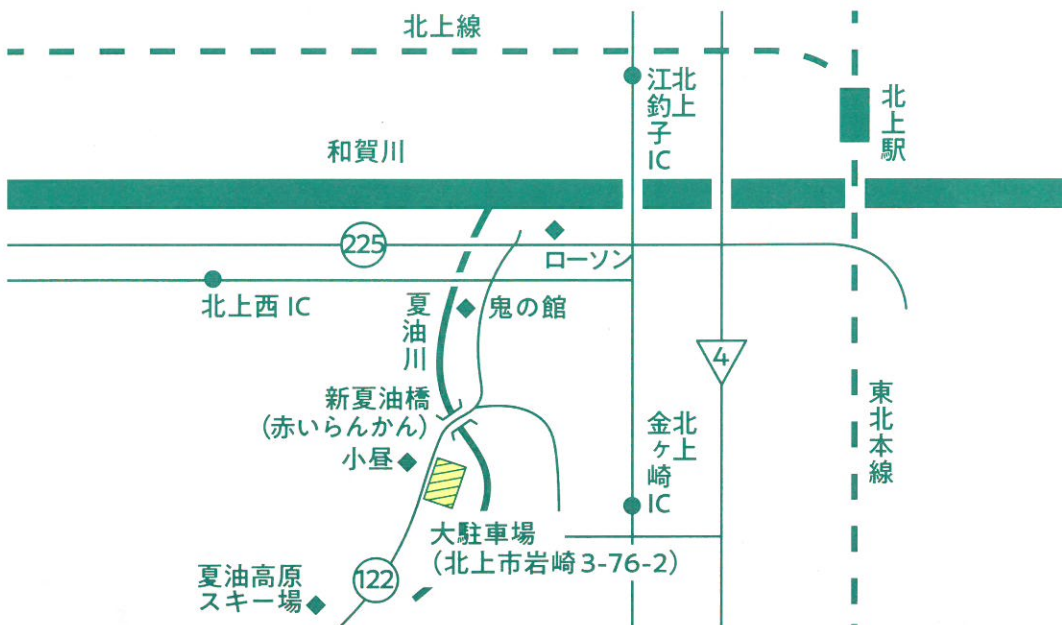 北上線
北上
江釣子IC
北上駅
和賀川
225
ローソン
北上西 IC
夏油川
鬼の館
4
新夏油橋
(赤いらんかん)
小昼
北上
金ヶ崎IC
東北本線
大駐車場
(北上市岩崎3-76-2)
122
夏油高原
スキー場